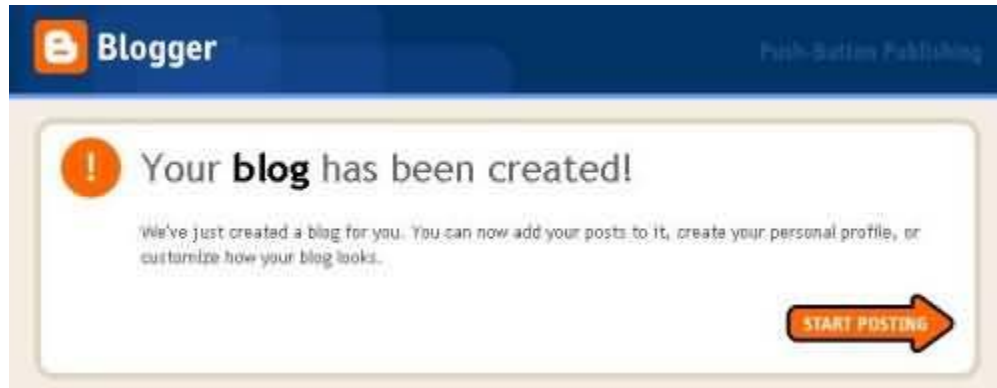 Blogger
Push-Button Publishing
!
Your blog has been created!
We've just created a blog for you. You can now add your posts to it, create your personal profile, or
customize how your blog looks.
START POSTING